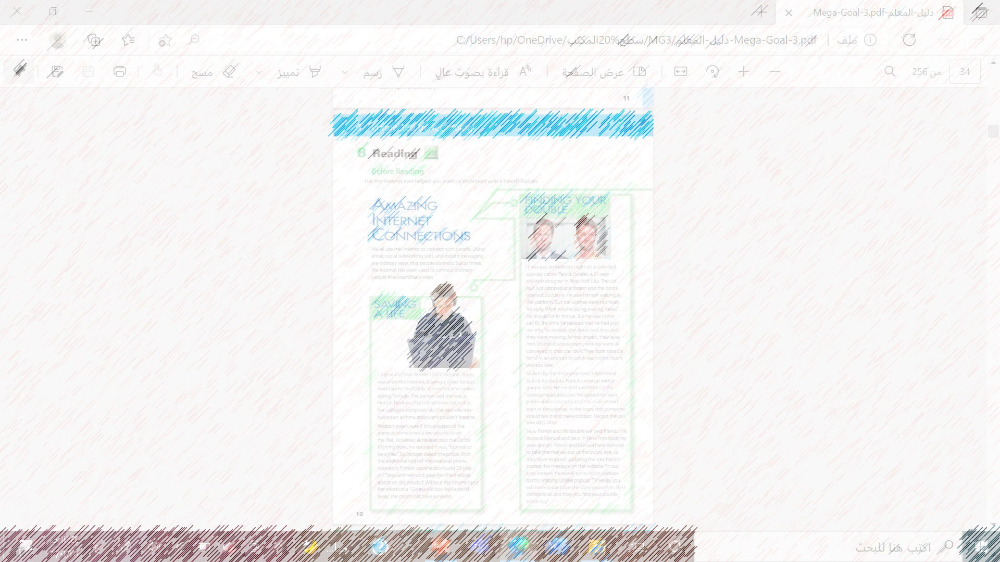 دليل-المعلم-Mega-Goal-3.pdf
ملف
C:/Users/hp/OneDrive/سطح%20المكتب/MG3/دليل-المعلم-Mega-Goal-3.pdf
34
من 256
عرض الصفحة
قراءة بصوت عالٍ
رسم
تمييز
مسح
look it up in a dictionary.
11
Connected by Technology
8 Reading
Before Reading
Has the Internet ever helped you meet or reconnect with a friend? Explain.
AMAZING
INTERNET
CONNECTIONS
We all use the Internet to connect with people. Using
email, social networking sites, and instant messaging
are ordinary ways that people connect. But at times,
the Internet has been used to connect ordinary
people in extraordinary ways.
SAVING
A LIFE
12-year-old Sean Redden from Denton, Texas,
was in on the Internet, playing a cyber fantasy
world game. Suddenly someone came online,
asking for help. The person said she was a
Finnish business student who was locked in
her college's computer lab. She said she was
having an asthma attack and couldn't breathe.
Redden wasn't sure if this was part of the
game as sometimes a few people lie on
the Net. However, as he later told the Dallas
Morning News, he decided it was, "too real to
be a joke." So Redden called the police. With
the additional help of international phone
operators, Finnish paramedics found 20-year-
old Tara Laintinen and gave her the medical
attention she needed. Without the Internet and
the efforts of a 12-year-old boy half a world
away, she might not have survived.
12
FINDING YOUR
DOUBLE
It was just an ordinary night on a crowded
subway car for Patrick Swales, a 21-year
old web designer in New York City. The car
had just stopped at a station and the doors
opened. Suddenly, he saw himself waiting at
the platform. But the clothes were not really
his style. What was he doing waiting there?
He should be in the car. But he was in the
car! By the time he realized that he had just
run into his double, the doors had shut and
they were moving. At that instant, their eyes
met. Disbelief, amusement, wonder were all
conveyed in that one look! They both raised a
hand in an attempt to catch each other but it
was too late.
Shaken by the encounter and determined
to find his double, Patrick came up with a
unique idea. He created a website called
subwaymydouble.com. He posted his own
photo and a description of the man he had
seen in the subway, in the hope that someone
would see it and make contact. He got the call
two days later.
Now Patrick and his double are best friends. His
name is Manuel and he is in New York studying
web design! Patrick and Manuel have decided
to take themselves out of the public eye, so
they have stopped updating the site. Patrick
posted this message on the website: "In our
best interest, there will be no more updates
to this website. Unlike popular TV series, you
will have to continue the story yourselves. Best
wishes to all and may you find your double
some day."
اكتب هنا للبحث